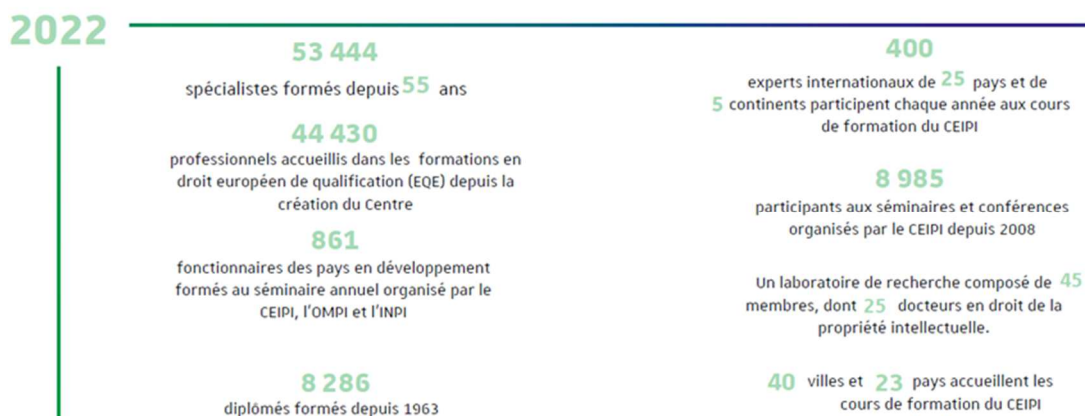 2022
53 444
spécialistes formés depuis 55 ans
44 430
professionnels accueillis dans les formations en
droit européen de qualification (EQE) depuis la
création du Centre
861
fonctionnaires des pays en développement
formés au séminaire annuel organisé par le
CEIPI, l'OMPI et l'INPI
8 286
diplômés formés depuis 1963
400
experts internationaux de 25 pays et de
5 continents participent chaque année aux cours
de formation du CEIPI
8 985
participants aux séminaires et conférences
organisés par le CEIPI depuis 2008
Un laboratoire de recherche composé de 45
membres, dont 25 docteurs en droit de la
propriété intellectuelle.
40 villes et 23 pays accueillent les
cours de formation du CEIPI